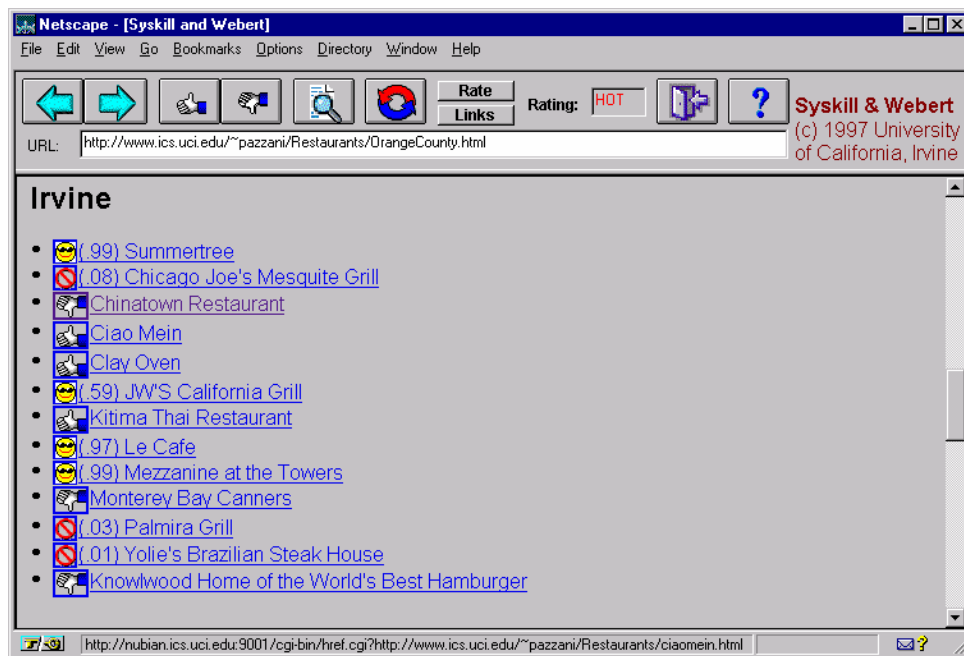 Netscape - [Syskill and Webert]
File Edit View Go Bookmarks Options Directory Window Help
Rate
Links
Rating: HOT
?
Syskill & Webert
(c) 1997 University
of California, Irvine
URL: http://www.ics.uci.edu/~pazzani/Restaurants/OrangeCounty.html
Irvine
• (.99) Summertree
• (.08) Chicago Joe's Mesquite Grill
• Chinatown Restaurant
• Ciao Mein
• Clay Oven
• (.59) JW'S California Grill
• Kitima Thai Restaurant
• (.97) Le Cafe
• (.99) Mezzanine at the Towers
• Monterey Bay Canners
• (.03) Palmira Grill
• (.01) Yolie's Brazilian Steak House
• Knowlwood Home of the World's Best Hamburger
http://nubian.ics.uci.edu:9001/cgi-bin/href.cgi?http://www.ics.uci.edu/~pazzani/Restaurants/ciaomein.html
?